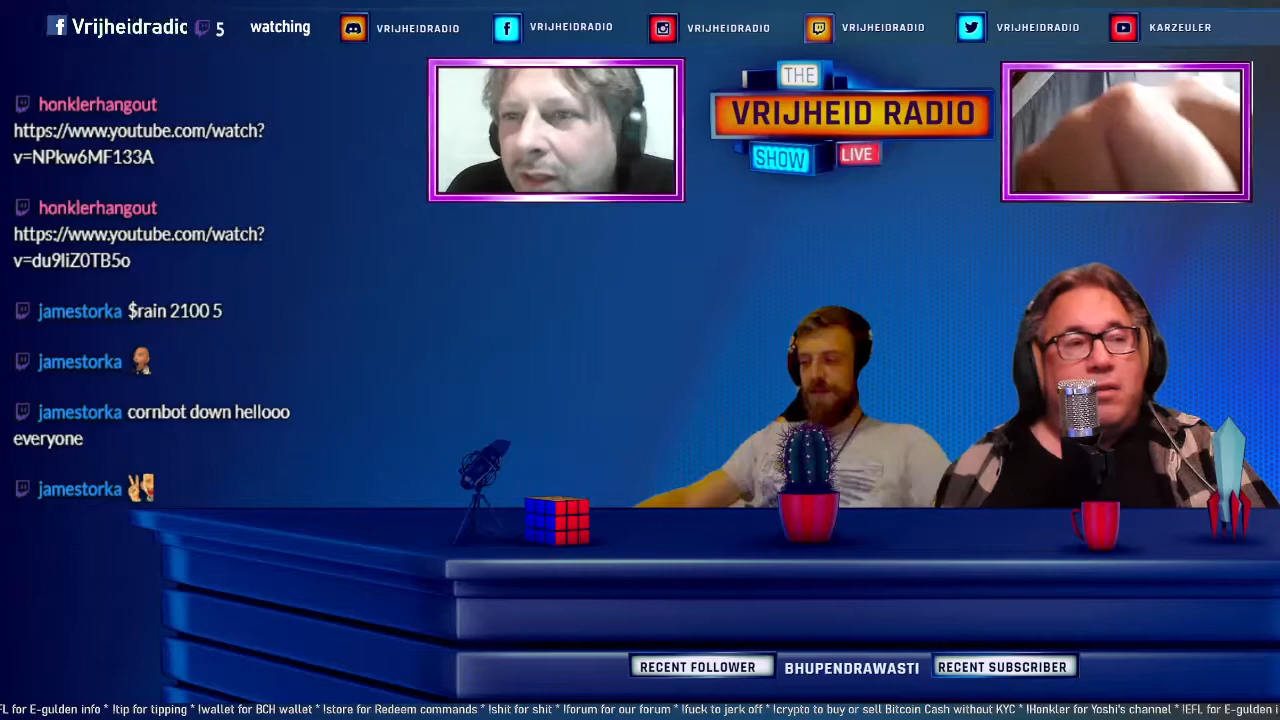 Vrijheidradio 5 watching
VRIJHEIDRADIO
VRIJHEIDRADIO
VRIJHEIDRADIO
VRIJHEIDRADIO
VRIJHEIDRADIO
KARZEULER
honklerhangout
https://www.youtube.com/watch?
v=NPkw6MF133A
honklerhangout
https://www.youtube.com/watch?
v=du9liZ0TB5o
jamestorka $rain 2100 5
jamestorka
jamestorka cornbot down hellooo
everyone
jamestorka
THE
VRIJHEID RADIO
SHOW
LIVE
RECENT FOLLOWER BHUPENDRAWASTI RECENT SUBSCRIBER
FL for E-gulden info * !tip for tipping * !wallet for BCH wallet * !store for Redeem commands * !shit for shit * !forum for our forum * !fuck to jerk off * !crypto to buy or sell Bitcoin Cash without KYC * !Honkler for Yoshi's channel * !EFL for E-gulden i